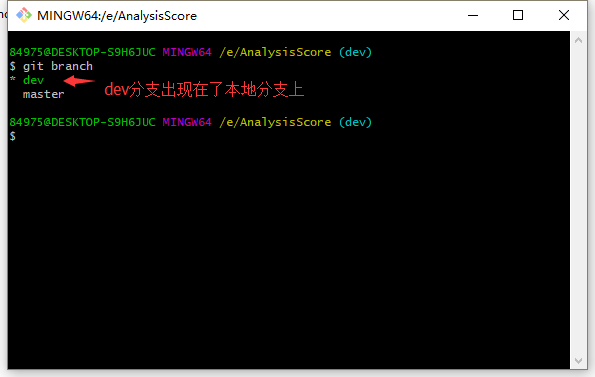 MINGW64:/e/AnalysisScore
84975@DESKTOP-S9H6JUC MINGW64 /e/AnalysisScore (dev)
$ git branch
* dev
dev分支出现在了本地分支上
master
84975@DESKTOP-S9H6JUC MINGW64 /e/AnalysisScore (dev)
$